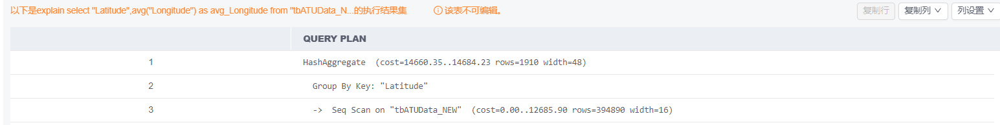 以下是explain select "Latitude",avg("Longitude") as avg_Longitude from "tbATUData_N...的执行结果集 该表不可编辑。 复制行 复制列 列设置
QUERY PLAN
1 HashAggregate (cost=14660.35..14684.23 rows=1910 width=48)
2 Group By Key: "Latitude"
3 -> Seq Scan on "tbATUData_NEW" (cost=0.00..12685.90 rows=394890 width=16)